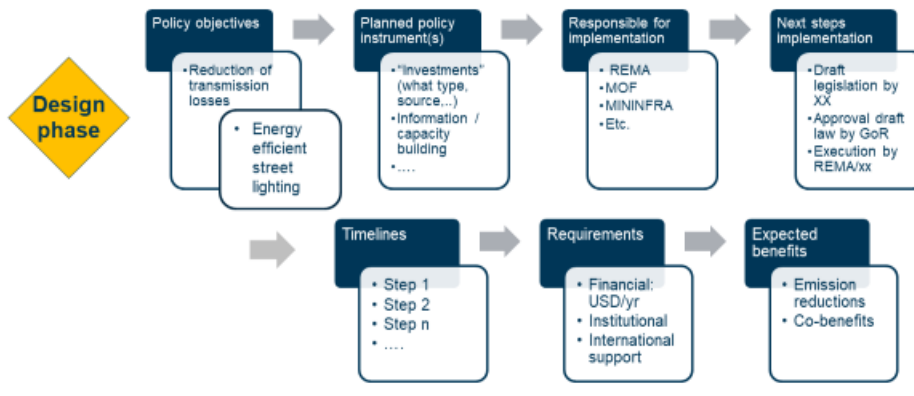 Design
phase
Policy objectives
•Reduction of
transmission
losses
• Energy
efficient
street
lighting
Planned policy
instrument(s)
•"Investments"
(what type,
source,..)
•Information /
capacity
building
•….
Responsible for
implementation
• REMA
•MOF
•MININFRA
•Etc.
Next steps
implementation
•Draft
legislation by
XX
•Approval draft
law by GoR
•Execution by
REMA/xx
Timelines
• Step 1
• Step 2
• Step n
• ….
Requirements
• Financial:
USD/yr
• Institutional
• International
support
Expected
benefits
• Emission
reductions
• Co-benefits